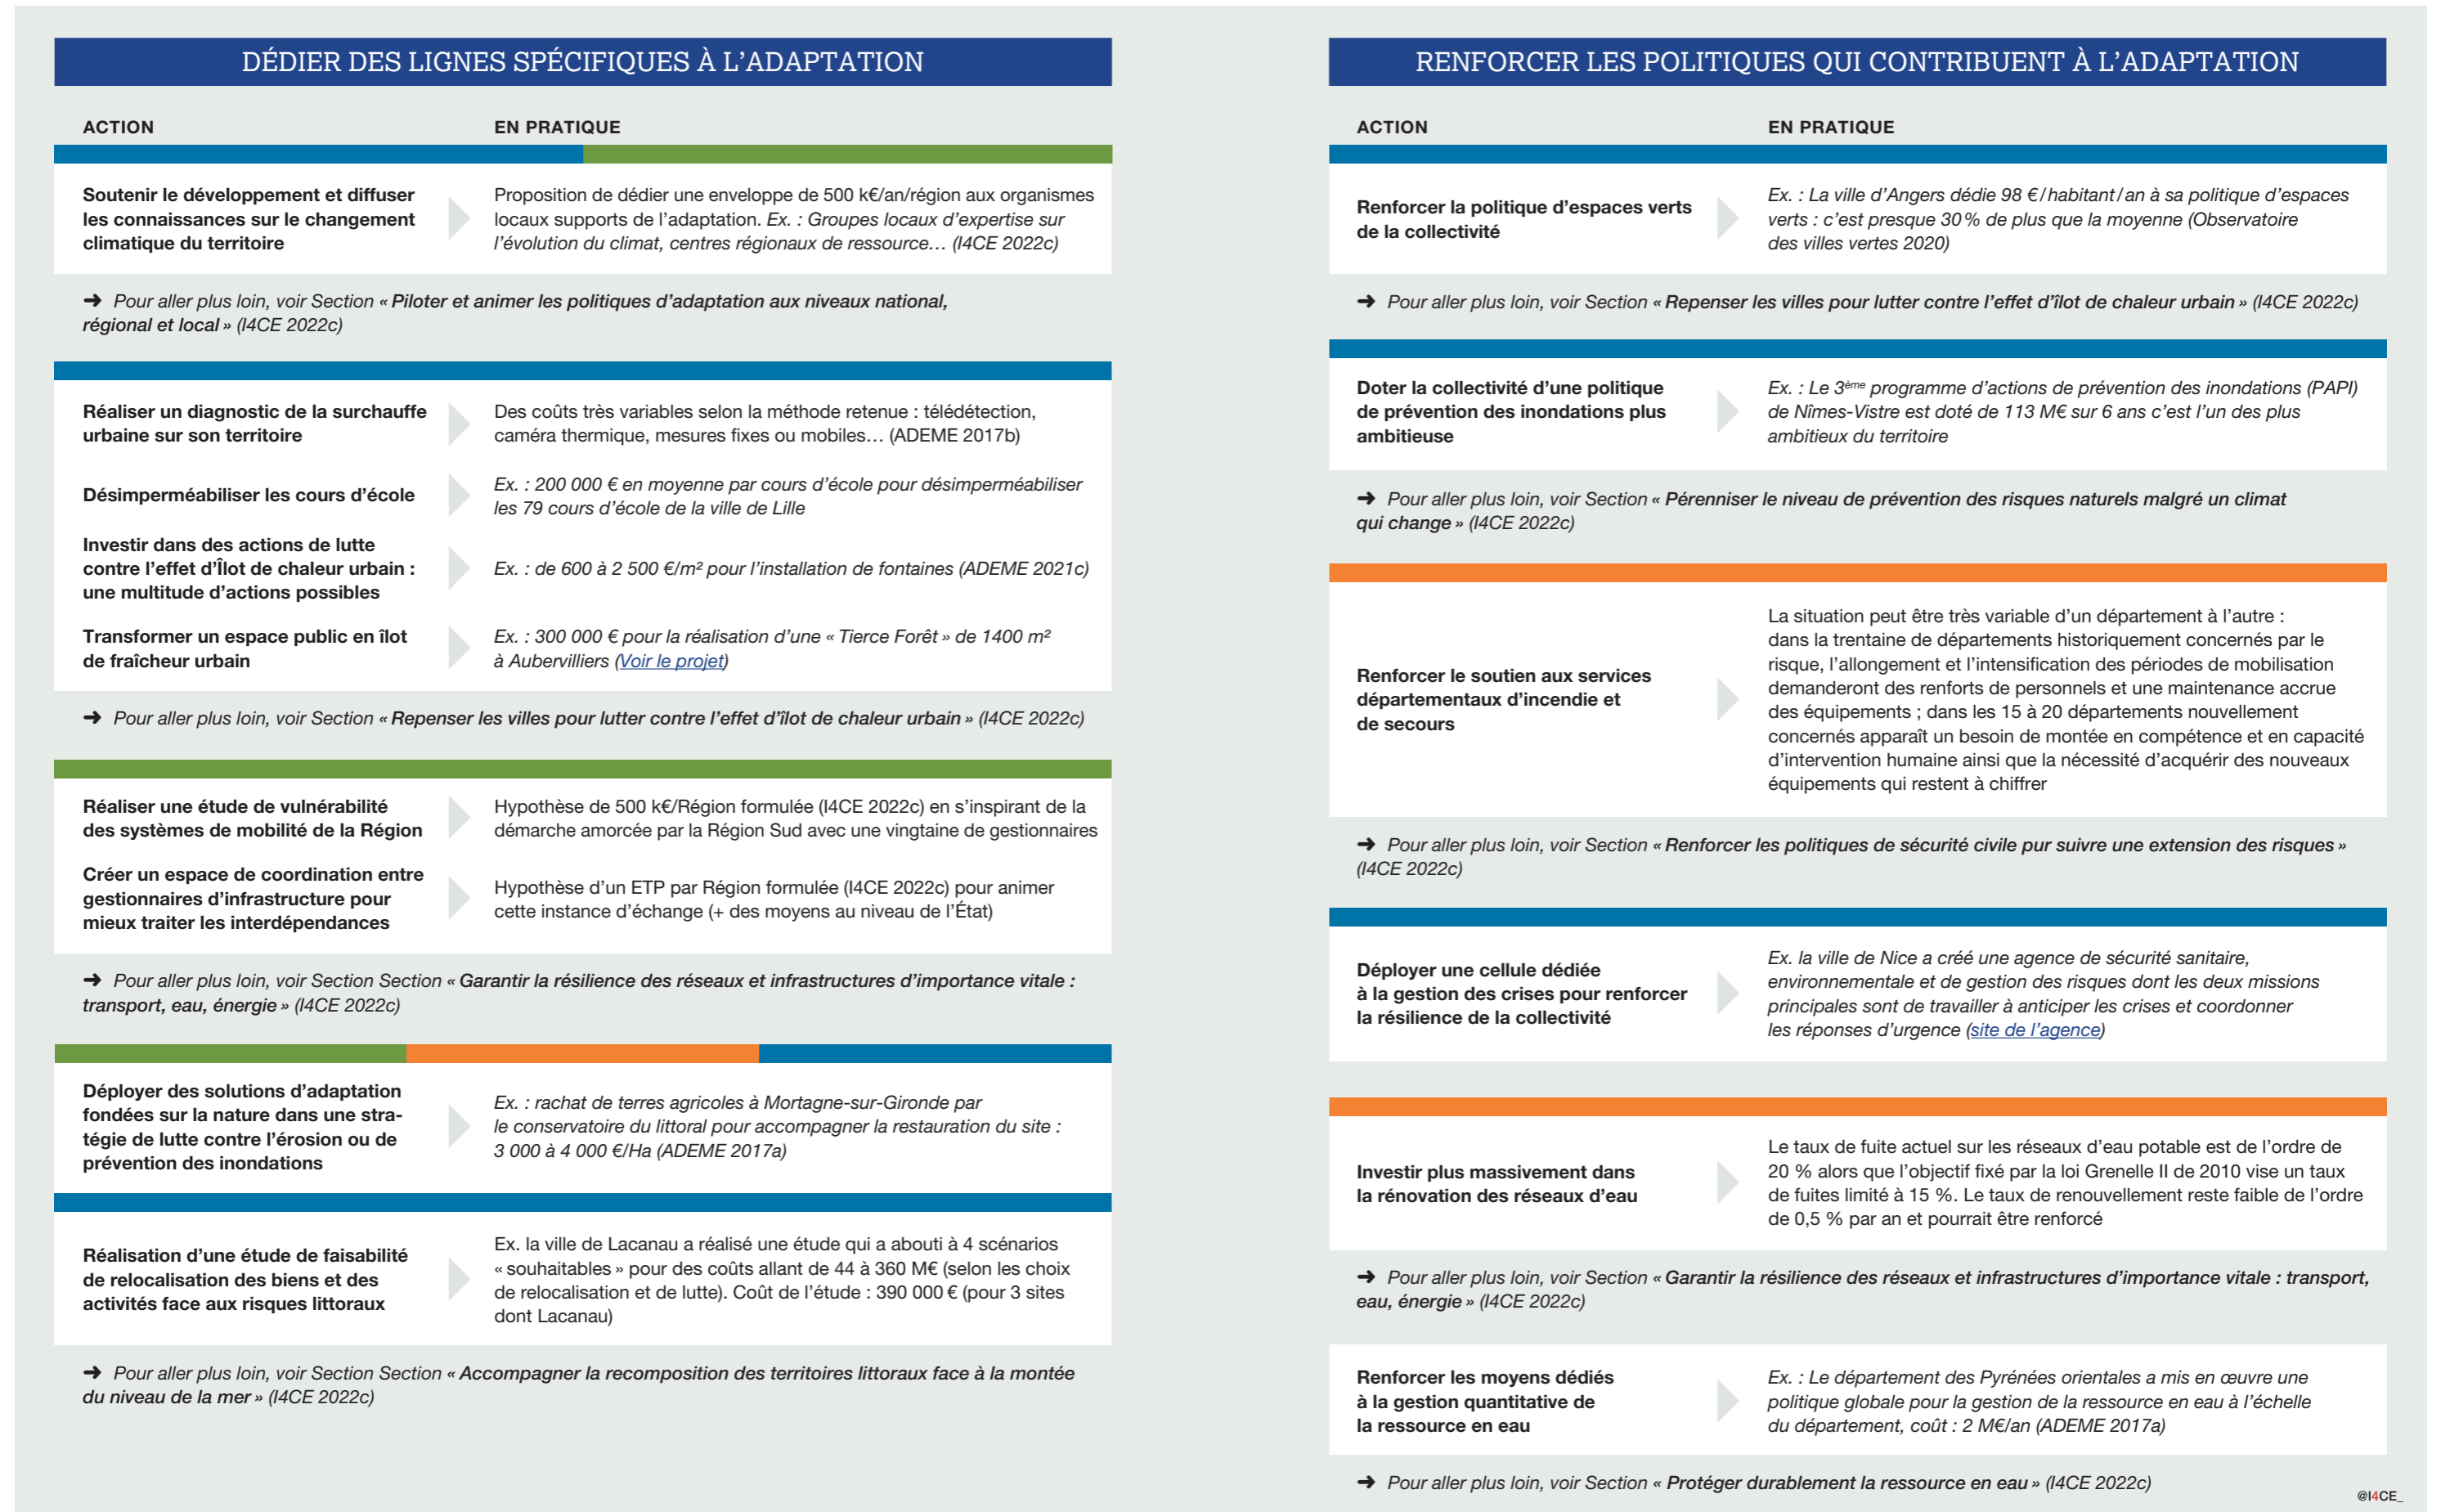 DÉDIER DES LIGNES SPÉCIFIQUES À L'ADAPTATION
ACTION
EN PRATIQUE
Soutenir le développement et diffuser
les connaissances sur le changement
climatique du territoire
Proposition de dédier une enveloppe de 500 k€/an/région aux organismes
locaux supports de l'adaptation. Ex. : Groupes locaux d'expertise sur
l'évolution du climat, centres régionaux de ressource… (I4CE 2022c)
➜ Pour aller plus loin, voir Section « Piloter et animer les politiques d'adaptation aux niveaux national,
régional et local » (I4CE 2022c)
Réaliser un diagnostic de la surchauffe
urbaine sur son territoire
Des coûts très variables selon la méthode retenue : télédétection,
caméra thermique, mesures fixes ou mobiles… (ADEME 2017b)
Désimperméabiliser les cours d'école
Ex. : 200 000 € en moyenne par cours d'école pour désimperméabiliser
les 79 cours d'école de la ville de Lille
Investir dans des actions de lutte
contre l'effet d'Îlot de chaleur urbain :
une multitude d'actions possibles
Ex. : de 600 à 2 500 €/m² pour l'installation de fontaines (ADEME 2021c)
Transformer un espace public en îlot
de fraîcheur urbain
Ex. : 300 000 € pour la réalisation d'une « Tierce Forêt » de 1400 m²
à Aubervilliers (Voir le projet)
➜ Pour aller plus loin, voir Section « Repenser les villes pour lutter contre l'effet d'îlot de chaleur urbain » (I4CE 2022c)
Réaliser une étude de vulnérabilité
des systèmes de mobilité de la Région
Hypothèse de 500 k€/Région formulée (I4CE 2022c) en s'inspirant de la
démarche amorcée par la Région Sud avec une vingtaine de gestionnaires
Créer un espace de coordination entre
gestionnaires d'infrastructure pour
mieux traiter les interdépendances
Hypothèse d'un ETP par Région formulée (I4CE 2022c) pour animer
cette instance d'échange (+ des moyens au niveau de l'État)
➜ Pour aller plus loin, voir Section Section « Garantir la résilience des réseaux et infrastructures d'importance vitale :
transport, eau, énergie » (I4CE 2022c)
Déployer des solutions d'adaptation
fondées sur la nature dans une stra-
tégie de lutte contre l'érosion ou de
prévention des inondations
Ex. : rachat de terres agricoles à Mortagne-sur-Gironde par
le conservatoire du littoral pour accompagner la restauration du site :
3 000 à 4 000 €/Ha (ADEME 2017a)
Réalisation d'une étude de faisabilité
de relocalisation des biens et des
activités face aux risques littoraux
Ex. la ville de Lacanau a réalisé une étude qui a abouti à 4 scénarios
« souhaitables » pour des coûts allant de 44 à 360 M€ (selon les choix
de relocalisation et de lutte). Coût de l'étude : 390 000 € (pour 3 sites
dont Lacanau)
➜ Pour aller plus loin, voir Section Section « Accompagner la recomposition des territoires littoraux face à la montée
du niveau de la mer » (I4CE 2022c)
RENFORCER LES POLITIQUES QUI CONTRIBUENT À L'ADAPTATION
ACTION
EN PRATIQUE
Renforcer la politique d'espaces verts
de la collectivité
Ex. : La ville d'Angers dédie 98 €/habitant/an à sa politique d'espaces
verts : c'est presque 30 % de plus que la moyenne (Observatoire
des villes vertes 2020)
➜ Pour aller plus loin, voir Section « Repenser les villes pour lutter contre l'effet d'îlot de chaleur urbain » (I4CE 2022c)
Doter la collectivité d'une politique
de prévention des inondations plus
ambitieuse
Ex. : Le 3ème programme d'actions de prévention des inondations (PAPI)
de Nîmes-Vistre est doté de 113 M€ sur 6 ans c'est l'un des plus
ambitieux du territoire
➜ Pour aller plus loin, voir Section « Pérenniser le niveau de prévention des risques naturels malgré un climat
qui change » (I4CE 2022c)
Renforcer le soutien aux services
départementaux d'incendie et
de secours
La situation peut être très variable d'un département à l'autre :
dans la trentaine de départements historiquement concernés par le
risque, l'allongement et l'intensification des périodes de mobilisation
demanderont des renforts de personnels et une maintenance accrue
des équipements ; dans les 15 à 20 départements nouvellement
concernés apparaît un besoin de montée en compétence et en capacité
d'intervention humaine ainsi que la nécessité d'acquérir des nouveaux
équipements qui restent à chiffrer
➜ Pour aller plus loin, voir Section « Renforcer les politiques de sécurité civile pur suivre une extension des risques »
(I4CE 2022c)
Déployer une cellule dédiée
à la gestion des crises pour renforcer
la résilience de la collectivité
Ex. la ville de Nice a créé une agence de sécurité sanitaire,
environnementale et de gestion des risques dont les deux missions
principales sont de travailler à anticiper les crises et coordonner
les réponses d'urgence (site de l'agence)
Investir plus massivement dans
la rénovation des réseaux d'eau
Le taux de fuite actuel sur les réseaux d'eau potable est de l'ordre de
20 % alors que l'objectif fixé par la loi Grenelle II de 2010 vise un taux
de fuites limité à 15 %. Le taux de renouvellement reste faible de l'ordre
de 0,5 % par an et pourrait être renforcé
➜ Pour aller plus loin, voir Section « Garantir la résilience des réseaux et infrastructures d'importance vitale : transport,
eau, énergie » (I4CE 2022c)
Renforcer les moyens dédiés
à la gestion quantitative de
la ressource en eau
Ex. : Le département des Pyrénées orientales a mis en œuvre une
politique globale pour la gestion de la ressource en eau à l'échelle
du département, coût : 2 M€/an (ADEME 2017a)
➜ Pour aller plus loin, voir Section « Protéger durablement la ressource en eau » (I4CE 2022c)
@I4CE_